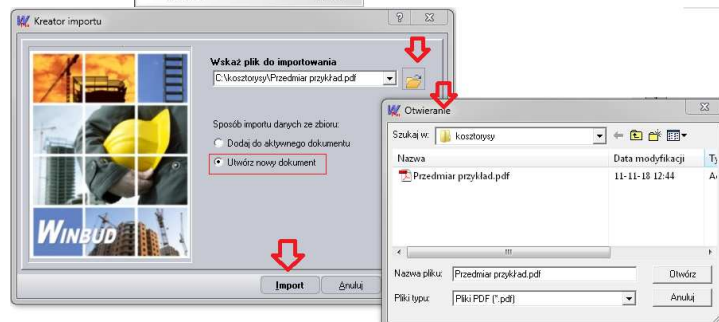 Kreator importu
Wskaż plik do importowania
C:\kosztorysy\Przedmiar przykład.pdf
Sposób importu danych ze zbioru:
Dodaj do aktywnego dokumentu
Utwórz nowy dokument
WINBUD
Import
Anuluj
Otwieranie
Szukaj w:
kosztorysy
Nazwa
Data modyfikacji
Przedmiar przykład.pdf
11-11-18 12:44
Nazwa pliku:
Przedmiar przykład.pdf
Otwórz
Pliki typu:
Pliki PDF (*.pdf)
Anuluj